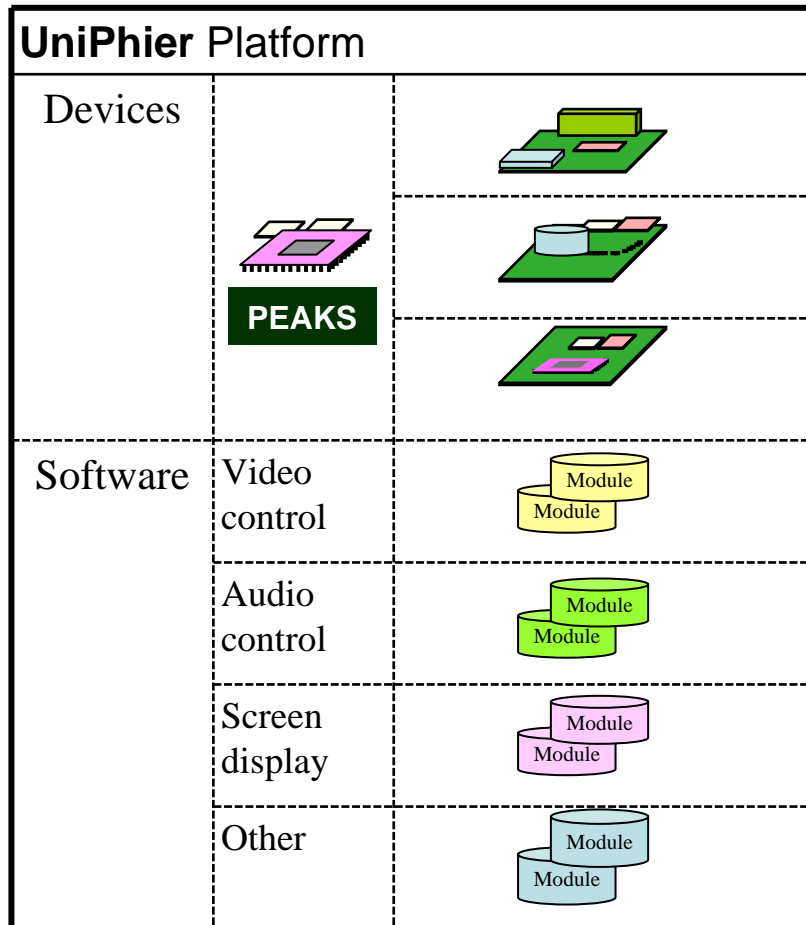 UniPhier Platform
Devices
PEAKS
Software
Video
control
Module
Module
Audio
control
Module
Module
Screen
display
Module
Module
Other
Module
Module